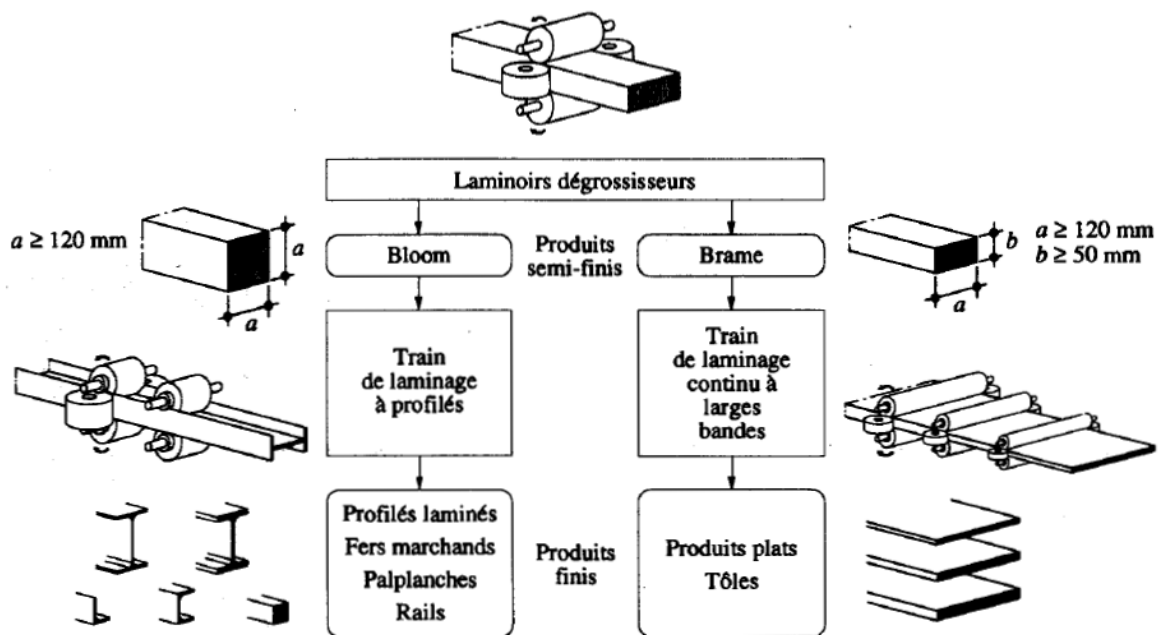 Laminoirs dégrossisseurs
a ≥ 120 mm
a
a
Bloom
Produits
semi-finis
Brame
b
a
a ≥ 120 mm
b ≥ 50 mm
Train
de laminage
à profilés
Train
de laminage
continu à
larges
bandes
Profilés laminés
Fers marchands
Palplanches
Rails
Produits
finis
Produits plats
Tôles